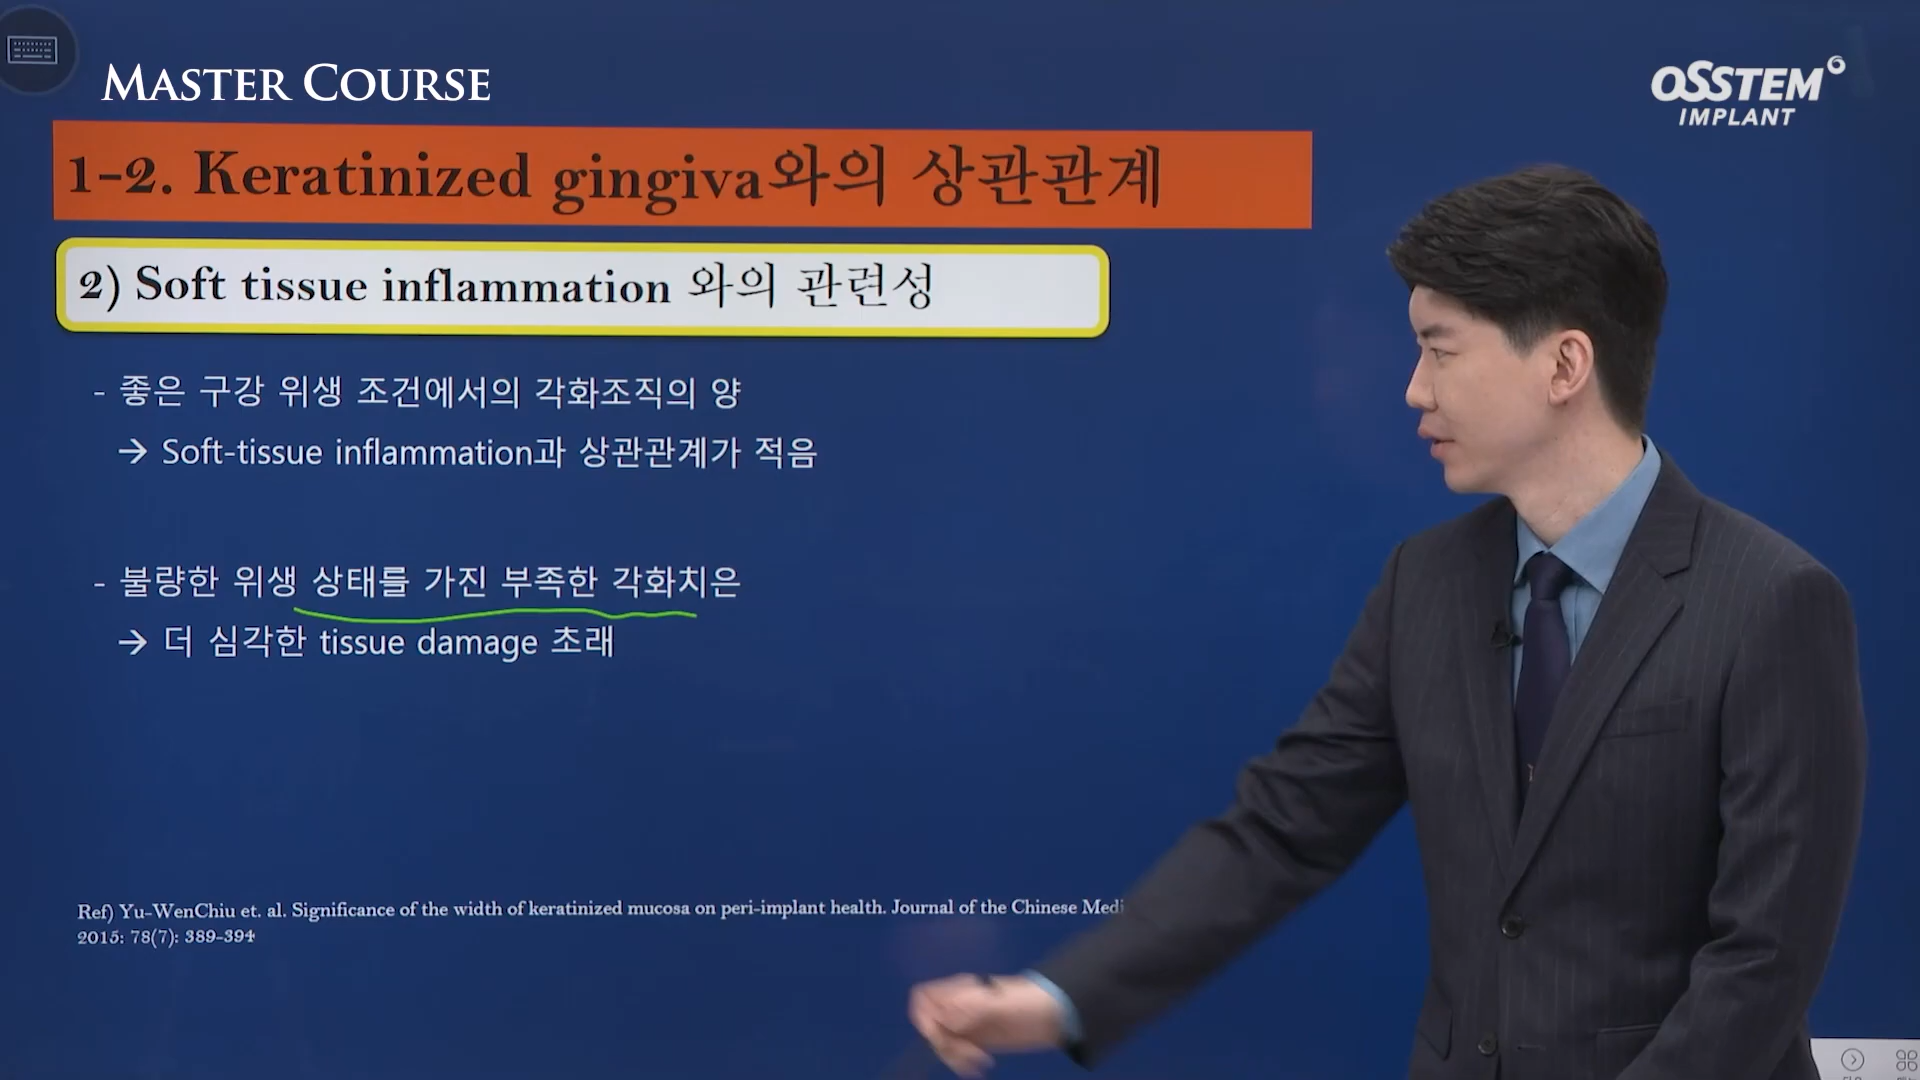 MASTER COURSE
OSSTEM
IMPLANT
1-2. Keratinized gingiva와의 상관관계
2) Soft tissue inflammation 와의 관련성
- 좋은 구강 위생 조건에서의 각화조직의 양
→ Soft-tissue inflammation과 상관관계가 적음
- 불량한 위생 상태를 가진 부족한 각화치은
→ 더 심각한 tissue damage 초래
Ref) Yu-WenChiu et. al. Significance of the width of keratinized mucosa on peri-implant health. Journal of the Chinese Medi
2015: 78(7): 389-394